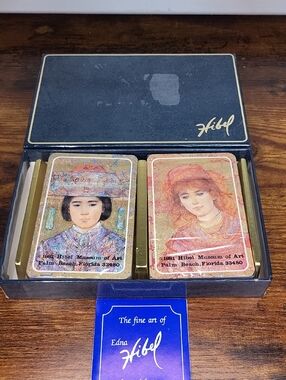 Hibel
1981 Hibel Museum of Art
Palm Beach, Florida 33480
1981 Hibel Museum of Art
Palm Beach, Florida 33480
The fine art of
Edna
Hibel